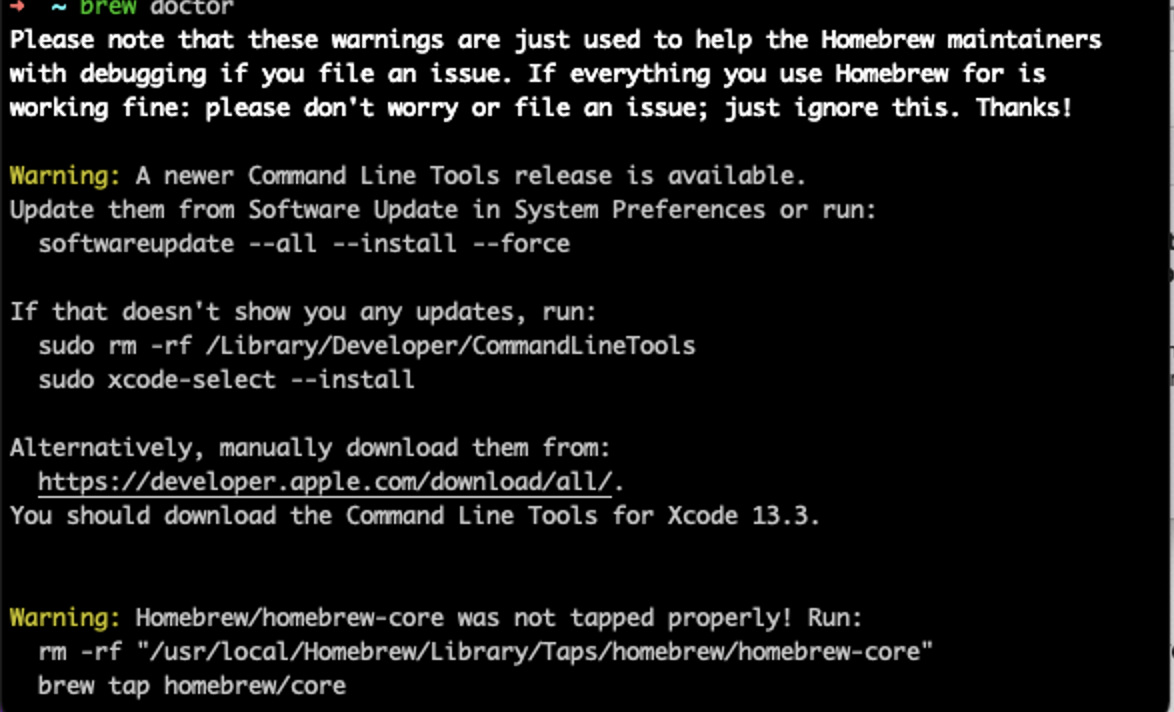 ➜ ~ brew doctor
Please note that these warnings are just used to help the Homebrew maintainers
with debugging if you file an issue. If everything you use Homebrew for is
working fine: please don't worry or file an issue; just ignore this. Thanks!
Warning: A newer Command Line Tools release is available.
Update them from Software Update in System Preferences or run:
softwareupdate --all --install --force
If that doesn't show you any updates, run:
sudo rm -rf /Library/Developer/CommandLineTools
sudo xcode-select --install
Alternatively, manually download them from:
https://developer.apple.com/download/all/.
You should download the Command Line Tools for Xcode 13.3.
Warning: Homebrew/homebrew-core was not tapped properly! Run:
rm -rf "/usr/local/Homebrew/Library/Taps/homebrew/homebrew-core"
brew tap homebrew/core